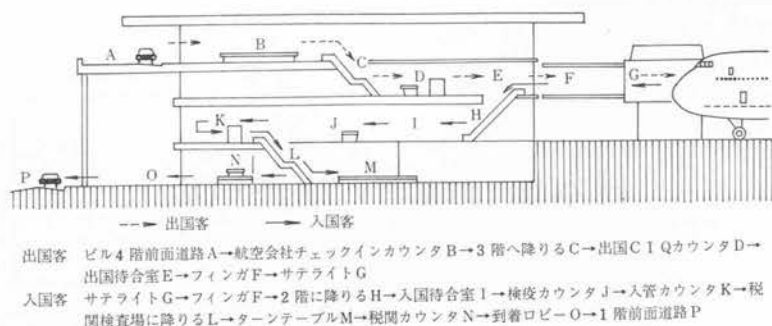 A
B
C
D
E
F
G
H
I
J
K
L
M
N
O
P
---→ 出国客 ──→ 入国客
出国客 ビル4階前面道路A→航空会社チェックインカウンタB→3階へ降りるC→出国CIQカウンタD→
出国待合室E→フィンガF→サテライトG
入国客 サテライトG→フィンガF→2階に降りるH→入国待合室I→検疫カウンタJ→入管カウンタK→税
関検査場に降りるL→ターンテーブルM→税関カウンタN→到着ロビーO→1階前面道路P